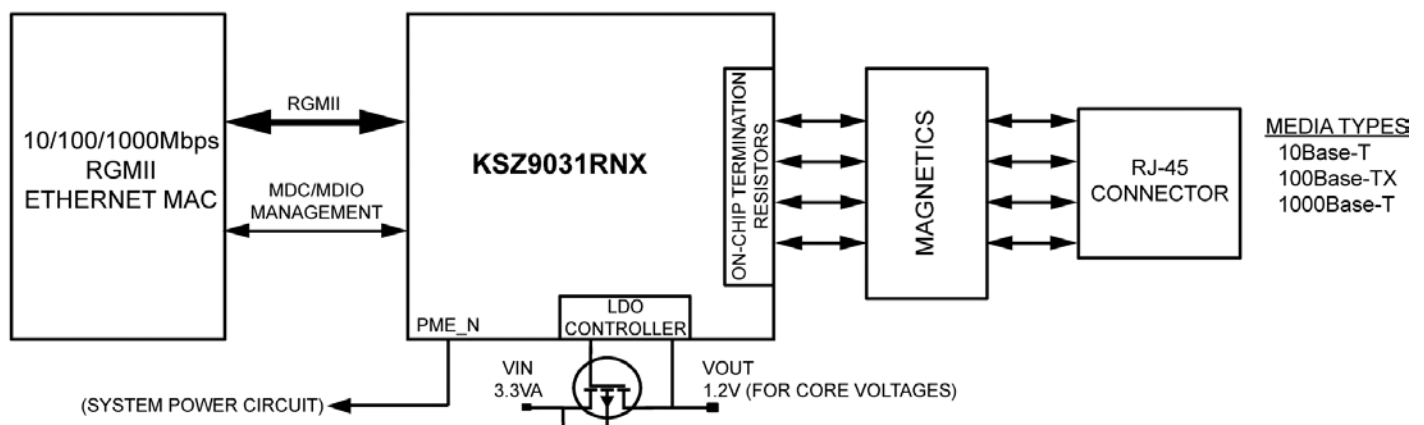 10/100/1000Mbps
RGMII
ETHERNET MAC
RGMII
MDC/MDIO
MANAGEMENT
KSZ9031RNX
ON-CHIP TERMINATION
RESISTORS
PME_N
LDO
CONTROLLER
MAGNETICS
RJ-45
CONNECTOR
MEDIA TYPES
10Base-T
100Base-TX
1000Base-T
VIN
3.3VA
VOUT
1.2V (FOR CORE VOLTAGES)
(SYSTEM POWER CIRCUIT)